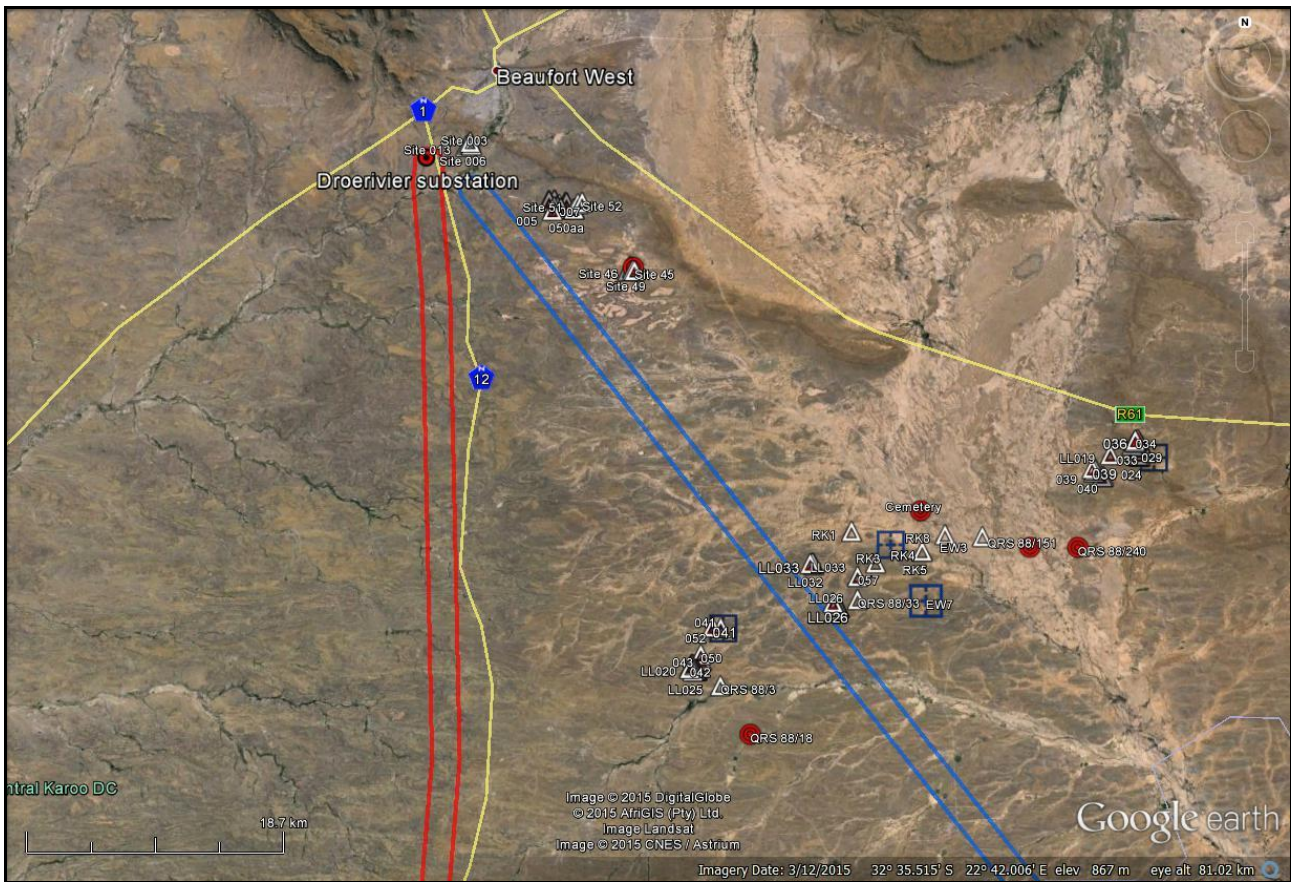 N
Beaufort West
N
1
Site 003
Site 013
Site 006
Droerivier substation
Site 51
007
Site 52
005
050aa
Site 46
Site 45
Site 49
N
12
R61
036
034
LL019
033
029
039
039
024
040
Cemetery
RK1
RK8
EW3
QRS 88/151
QRS 88/240
RK4
RK3
RK5
LL033
LL033
LL032
057
LL026
QRS 88/33
EW7
LL026
041
041
052
050
043
LL020
042
LL025
QRS 88/3
QRS 88/18
ntral Karoo DC
18.7 km
Image © 2015 DigitalGlobe
© 2015 AfriGIS (Pty) Ltd.
Image Landsat
Image © 2015 CNES / Astrium
Google earth
Imagery Date: 3/12/2015 32° 35.515' S 22° 42.006' E elev 867 m eye alt 81.02 km